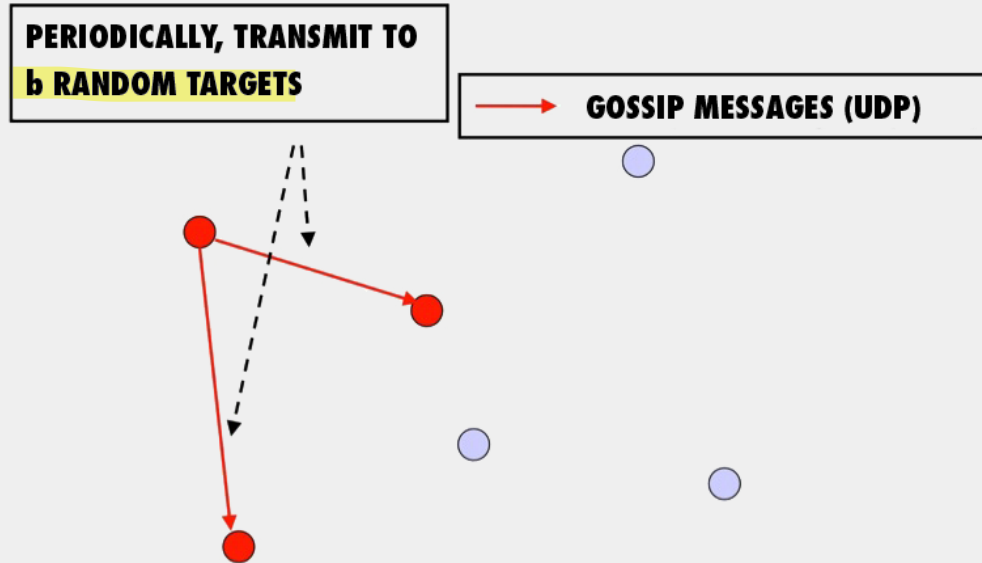 PERIODICALLY, TRANSMIT TO
b RANDOM TARGETS
GOSSIP MESSAGES (UDP)